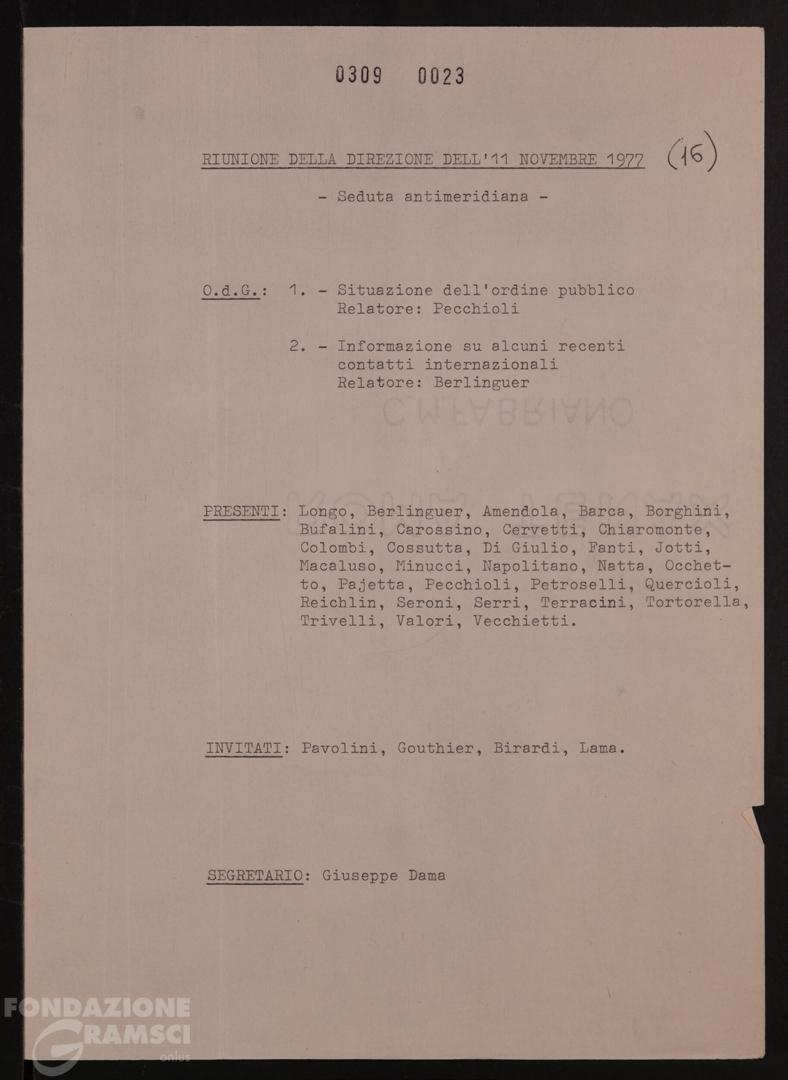 0309 0023
RIUNIONE DELLA DIREZIONE DELL'11 NOVEMBRE 1977 (16)
- Seduta antimeridiana -
O.d.G.: 1. - Situazione dell'ordine pubblico
Relatore: Pecchioli
2. - Informazione su alcuni recenti
contatti internazionali
Relatore: Berlinguer
C.M.FABRIANO
PRESENTI: Longo, Berlinguer, Amendola, Barca, Borghini,
Bufalini, Carossino, Cervetti, Chiaromonte,
Colombi, Cossutta, Di Giulio, Fanti, Jotti,
Macaluso, Minucci, Napolitano, Natta, Occhet-
to, Pajetta, Pecchioli, Petroselli, Quercioli,
Reichlin, Seroni, Serri, Terracini, Tortorella,
Trivelli, Valori, Vecchietti.
INVITATI: Pavolini, Gouthier, Birardi, Lama.
SEGRETARIO: Giuseppe Dama
FONDAZIONE
GRAMSCI
onlus